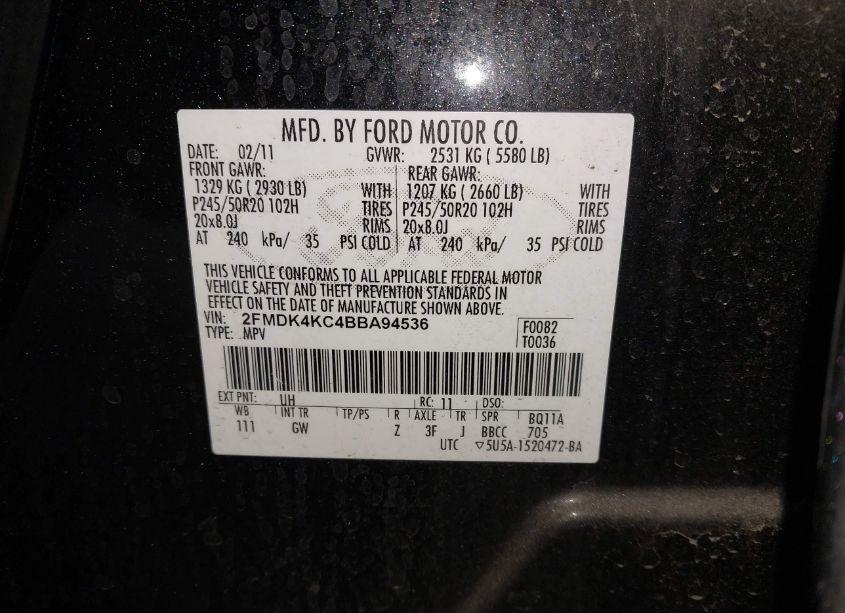 MFD. BY FORD MOTOR CO.
DATE: 02/11 GVWR: 2531 KG ( 5580 LB)
FRONT GAWR: REAR GAWR:
1329 KG ( 2930 LB) WITH 1207 KG ( 2660 LB) WITH
P245/50R20 102H TIRES P245/50R20 102H TIRES
20x8.0J RIMS 20x8.0J RIMS
AT 240 kPa/ 35 PSI COLD AT 240 kPa/ 35 PSI COLD
THIS VEHICLE CONFORMS TO ALL APPLICABLE FEDERAL MOTOR
VEHICLE SAFETY AND THEFT PREVENTION STANDARDS IN
EFFECT ON THE DATE OF MANUFACTURE SHOWN ABOVE.
VIN: 2FMDK4KC4BBA94536 F0082
TYPE: MPV T0036
EXT PNT: UH RC: 11 DSO:
WB INT TR TP/PS R AXLE TR SPR BQ11A
111 GW Z 3F J BBCC 705
UTC ▽5U5A-1520472-BA